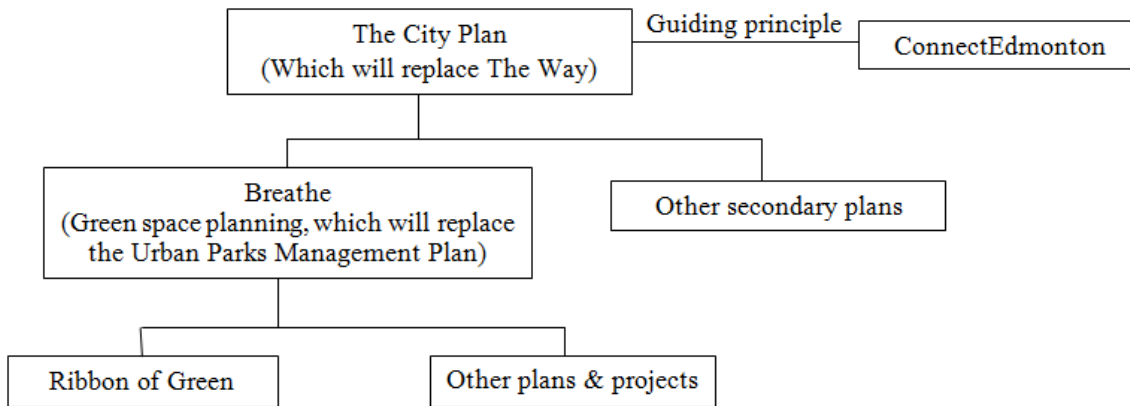 The City Plan
(Which will replace The Way)
Guiding principle
ConnectEdmonton
Breathe
(Green space planning, which will replace
the Urban Parks Management Plan)
Other secondary plans
Ribbon of Green
Other plans & projects